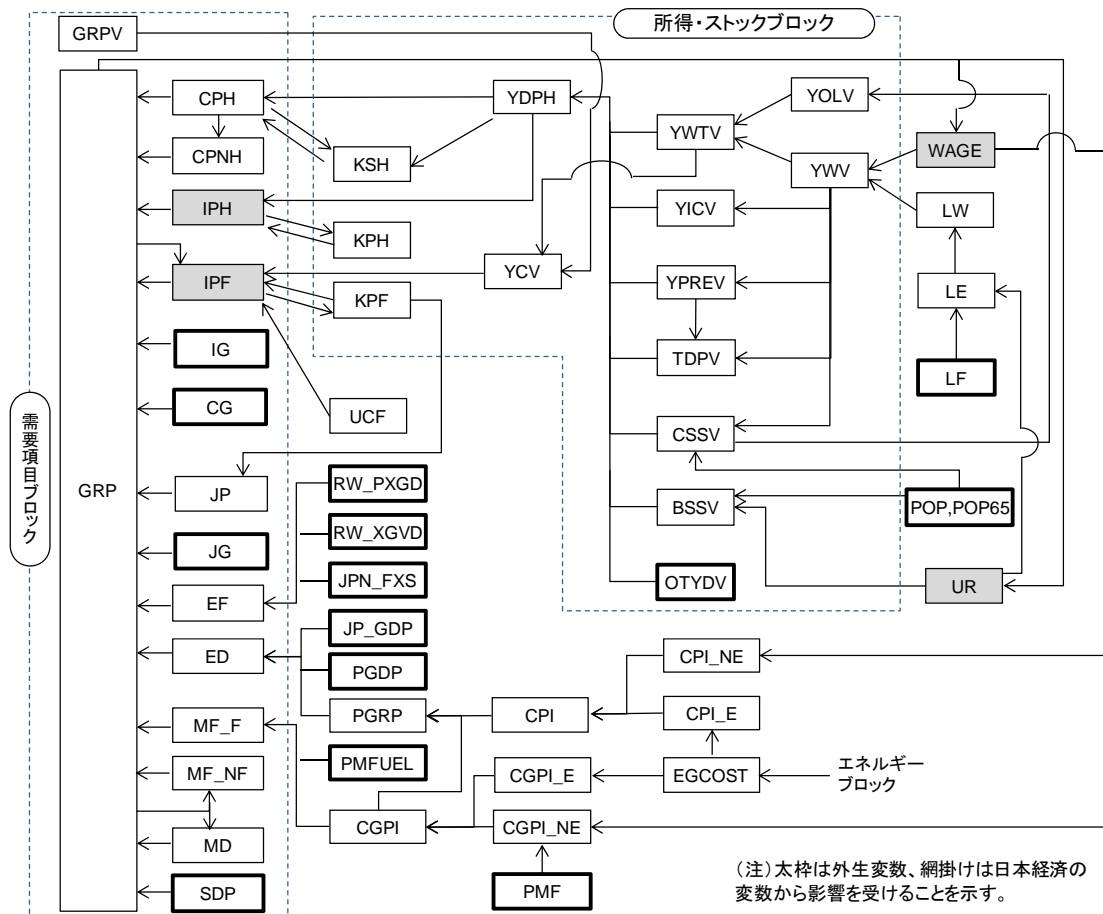 所得・ストックブロック
GRPV
CPH
YDPH
YOLV
YWTV
WAGE
CPNH
KSH
YWV
IPH
YICV
LW
KPH
IPF
YCV
KPF
YPREV
LE
IG
TDPV
LF
CG
UCF
CSSV
需要項目ブロック
GRP
JP
RW_PXGD
BSSV
POP,POP65
JG
RW_XGVD
JPN_FXS
OTYDV
UR
EF
JP_GDP
ED
PGDP
CPI_NE
MF_F
PGRP
CPI
CPI_E
PMFUEL
エネルギー
ブロック
MF_NF
CGPI_E
EGCOST
CGPI
CGPI_NE
MD
SDP
PMF
（注）太枠は外生変数、網掛けは日本経済の
変数から影響を受けることを示す。